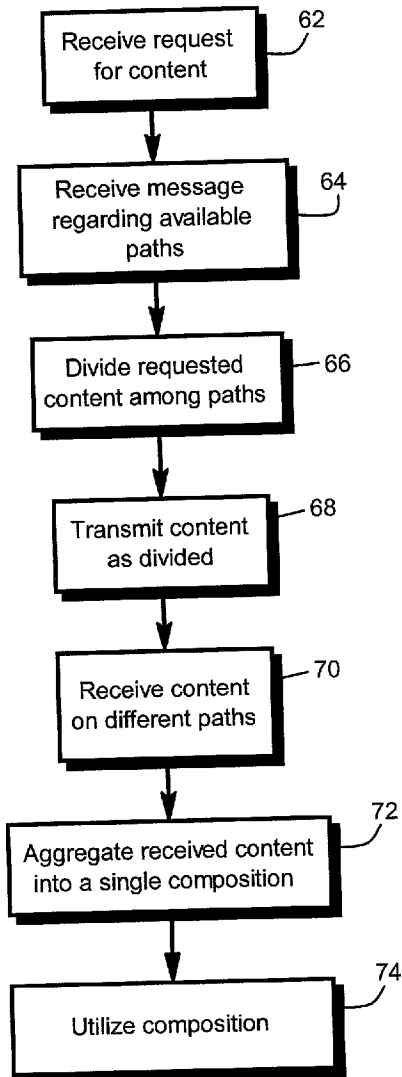 Receive request
for content
62
Receive message
regarding available
paths
64
Divide requested
content among paths
66
Transmit content
as divided
68
Receive content
on different paths
70
Aggregate received content
into a single composition
72
Utilize composition
74